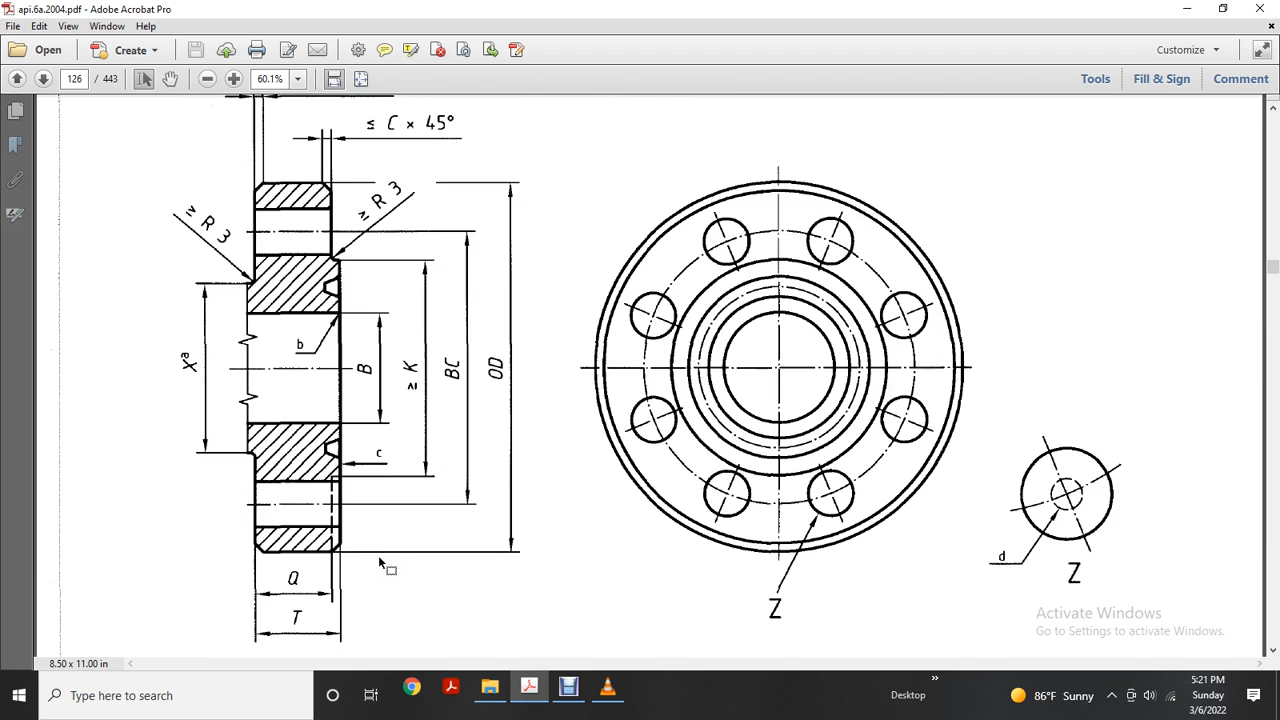 api.6a.2004.pdf - Adobe Acrobat Pro
File Edit View Window Help
Open Create Customize
126 / 443 60.1% Tools Fill & Sign Comment
≤ C × 45°
≥ R 3
≥ R 3
Xª
b
B
≥ K
BC
OD
c
Q
T
Z
d
Z
Activate Windows
Go to Settings to activate Windows.
8.50 x 11.00 in
Type here to search
Desktop
»
86°F Sunny
5:21 PM
Sunday
3/6/2022